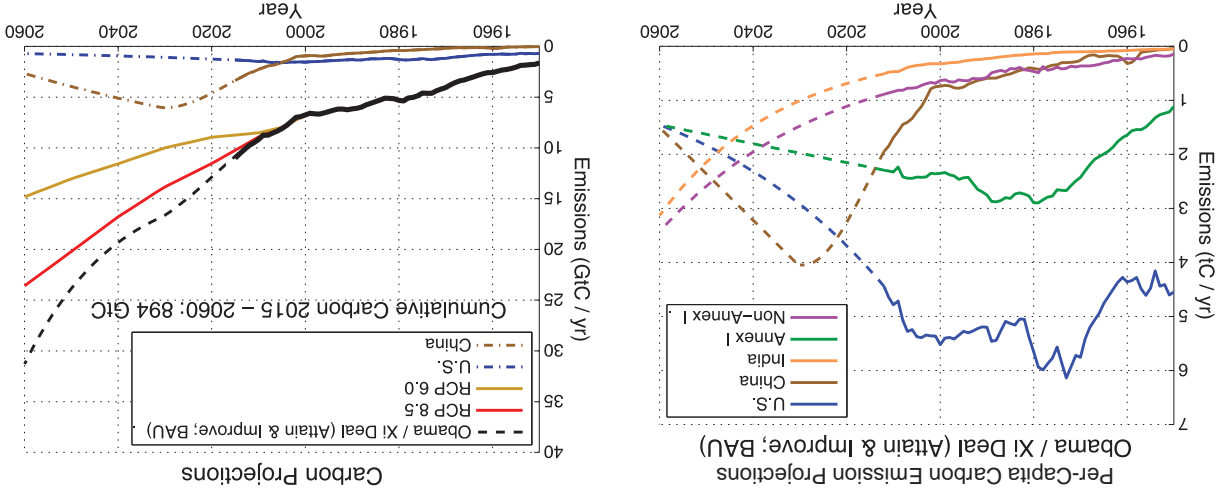 Per-Capita Carbon Emission Projections
Obama / Xi Deal (Attain & Improve; BAU)
7
6
5
4
3
2
1
0
Emissions (tC / yr)
U.S.
China
India
Annex I
Non-Annex I
1960 1980 2000 2020 2040 2060
Year
Carbon Projections
40
35
30
25
20
15
10
5
0
Emissions (GtC / yr)
Obama / Xi Deal (Attain & Improve; BAU)
RCP 8.5
RCP 6.0
U.S.
China
Cumulative Carbon 2015 – 2060: 894 GtC
1960 1980 2000 2020 2040 2060
Year